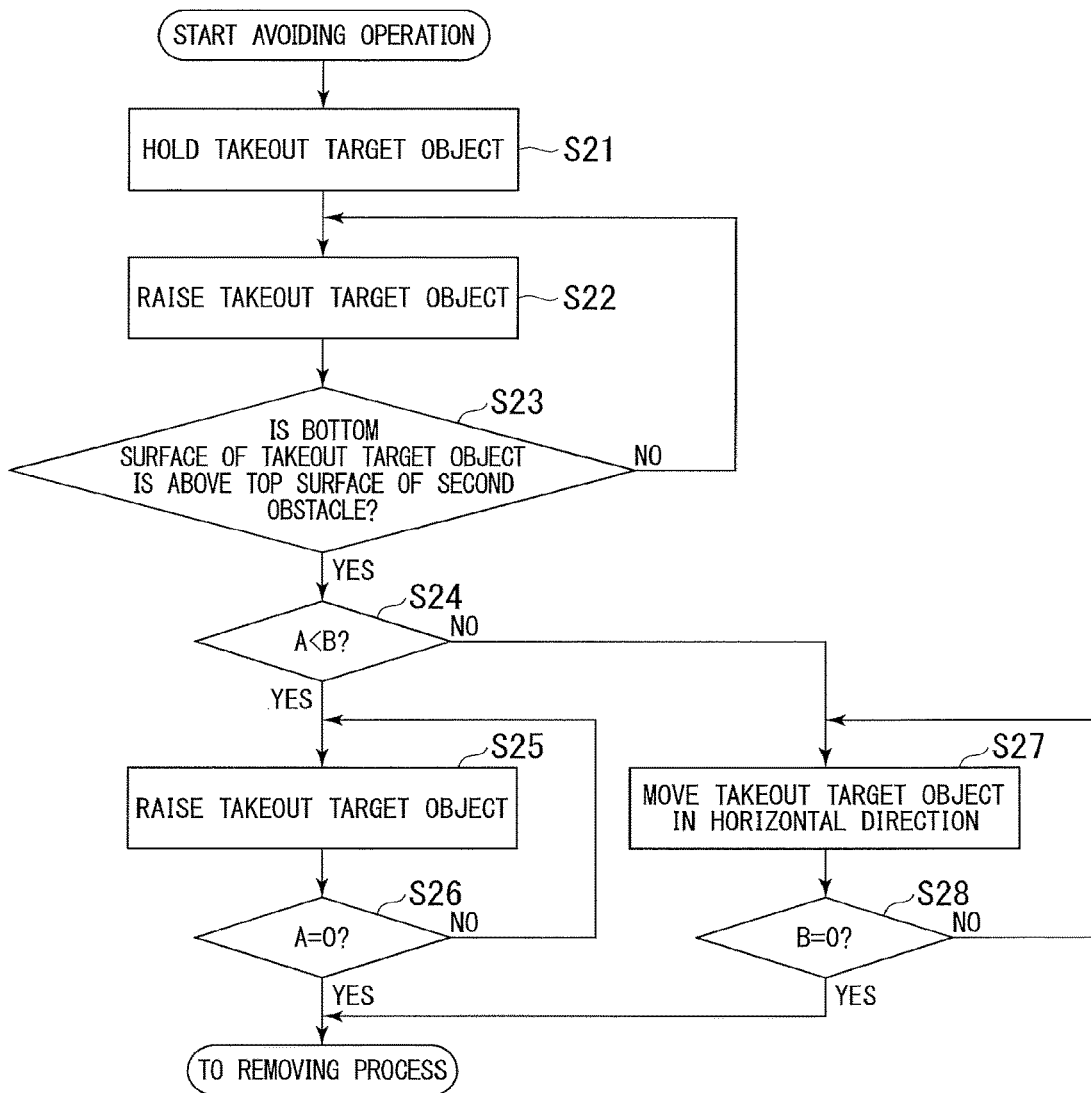 START AVOIDING OPERATION
HOLD TAKEOUT TARGET OBJECT
S21
RAISE TAKEOUT TARGET OBJECT
S22
S23
IS BOTTOM
SURFACE OF TAKEOUT TARGET OBJECT
IS ABOVE TOP SURFACE OF SECOND
OBSTACLE?
NO
YES
S24
A<B?
NO
YES
S25
RAISE TAKEOUT TARGET OBJECT
S26
A=0?
NO
YES
S27
MOVE TAKEOUT TARGET OBJECT
IN HORIZONTAL DIRECTION
S28
B=0?
NO
YES
TO REMOVING PROCESS